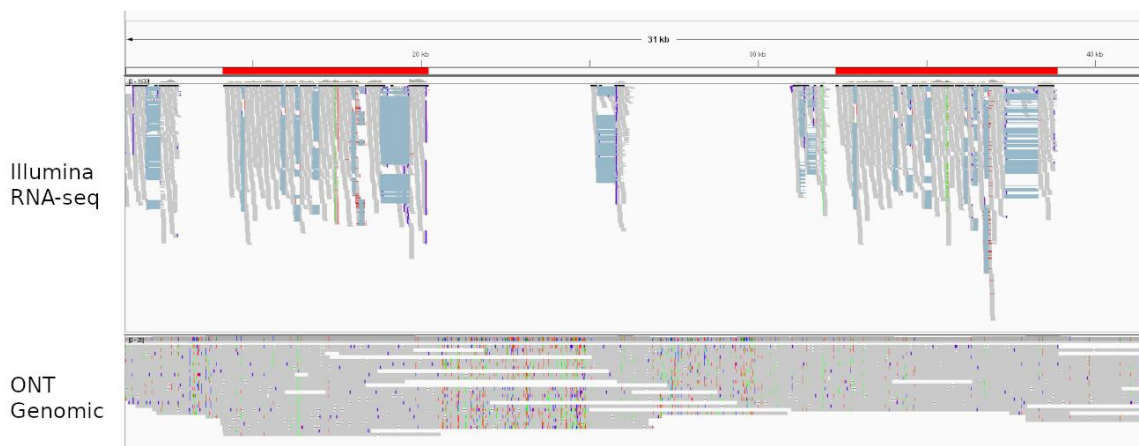 31 kb
20 kb
30 kb
40 kb
Illumina
RNA-seq
ONT
Genomic